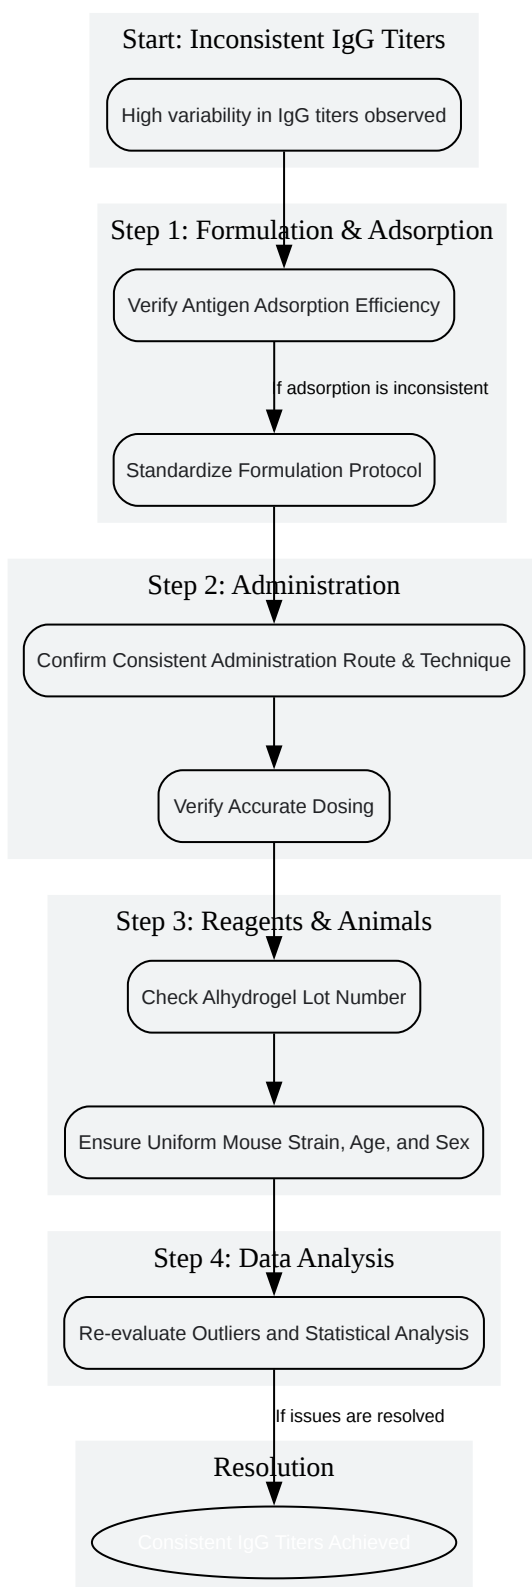 Start: Inconsistent IgG Titers
High variability in IgG titers observed
Step 1: Formulation & Adsorption
Verify Antigen Adsorption Efficiency
If adsorption is inconsistent
Standardize Formulation Protocol
Step 2: Administration
Confirm Consistent Administration Route & Technique
Verify Accurate Dosing
Step 3: Reagents & Animals
Check Alhydrogel Lot Number
Ensure Uniform Mouse Strain, Age, and Sex
Step 4: Data Analysis
Re-evaluate Outliers and Statistical Analysis
If issues are resolved
Resolution
Consistent IgG Titers Achieved